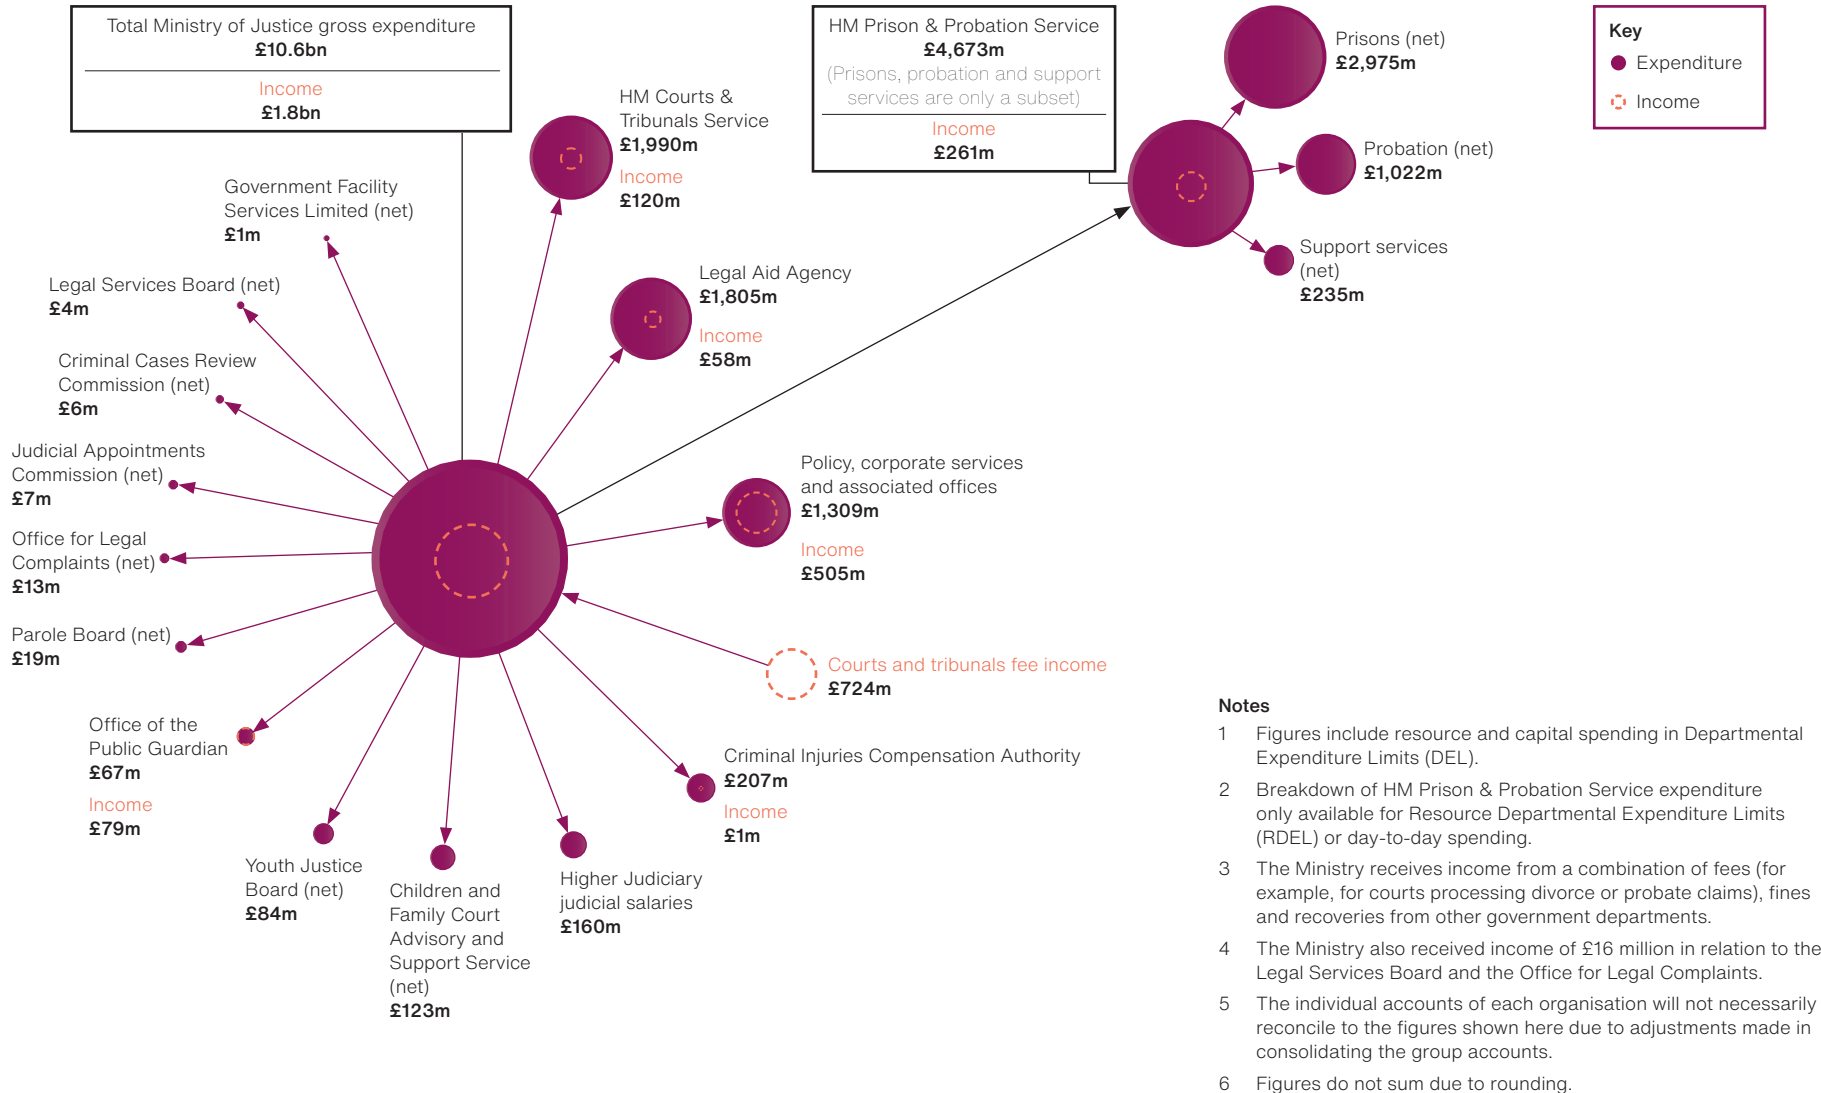 Total Ministry of Justice gross expenditure
£10.6bn
Income
£1.8bn
HM Prison & Probation Service
£4,673m
(Prisons, probation and support
services are only a subset)
Income
£261m
Prisons (net)
£2,975m
Probation (net)
£1,022m
Support services
(net)
£235m
Key
Expenditure
Income
HM Courts &
Tribunals Service
£1,990m
Income
£120m
Government Facility
Services Limited (net)
£1m
Legal Services Board (net)
£4m
Criminal Cases Review
Commission (net)
£6m
Judicial Appointments
Commission (net)
£7m
Office for Legal
Complaints (net)
£13m
Parole Board (net)
£19m
Office of the
Public Guardian
£67m
Income
£79m
Youth Justice
Board (net)
£84m
Children and
Family Court
Advisory and
Support Service
(net)
£123m
Higher Judiciary
judicial salaries
£160m
Criminal Injuries Compensation Authority
£207m
Income
£1m
Courts and tribunals fee income
£724m
Policy, corporate services
and associated offices
£1,309m
Income
£505m
Legal Aid Agency
£1,805m
Income
£58m
Notes
1 Figures include resource and capital spending in Departmental
Expenditure Limits (DEL).
2 Breakdown of HM Prison & Probation Service expenditure
only available for Resource Departmental Expenditure Limits
(RDEL) or day-to-day spending.
3 The Ministry receives income from a combination of fees (for
example, for courts processing divorce or probate claims), fines
and recoveries from other government departments.
4 The Ministry also received income of £16 million in relation to the
Legal Services Board and the Office for Legal Complaints.
5 The individual accounts of each organisation will not necessarily
reconcile to the figures shown here due to adjustments made in
consolidating the group accounts.
6 Figures do not sum due to rounding.